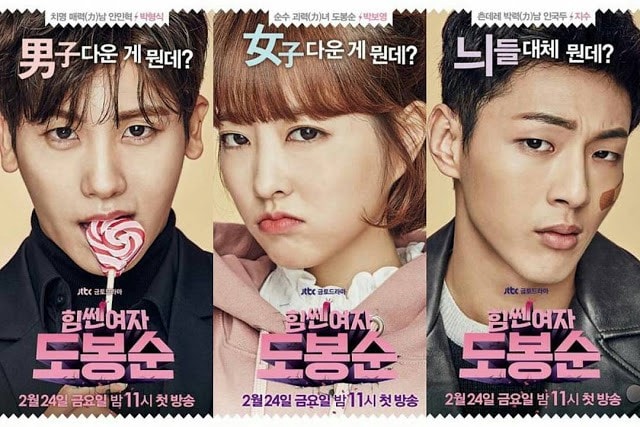 치명 매력(力)남 안민혁 ▸박형식
男子다운 게 뭔데?
jtbc 금토드라마
힘쎈여자
도봉순
2월 24일 금요일 밤 11시 첫 방송
순수 괴력(力)녀 도봉순 ▸박보영
女子다운 게 뭔데?
jtbc 금토드라마
힘쎈여자
도봉순
2월 24일 금요일 밤 11시 첫 방송
츤데레 박력(力)남 안국두 ▸지수
늬들 대체 뭔데?
jtbc 금토드라마
힘쎈여자
도봉순
2월 24일 금요일 밤 11시 첫 방송